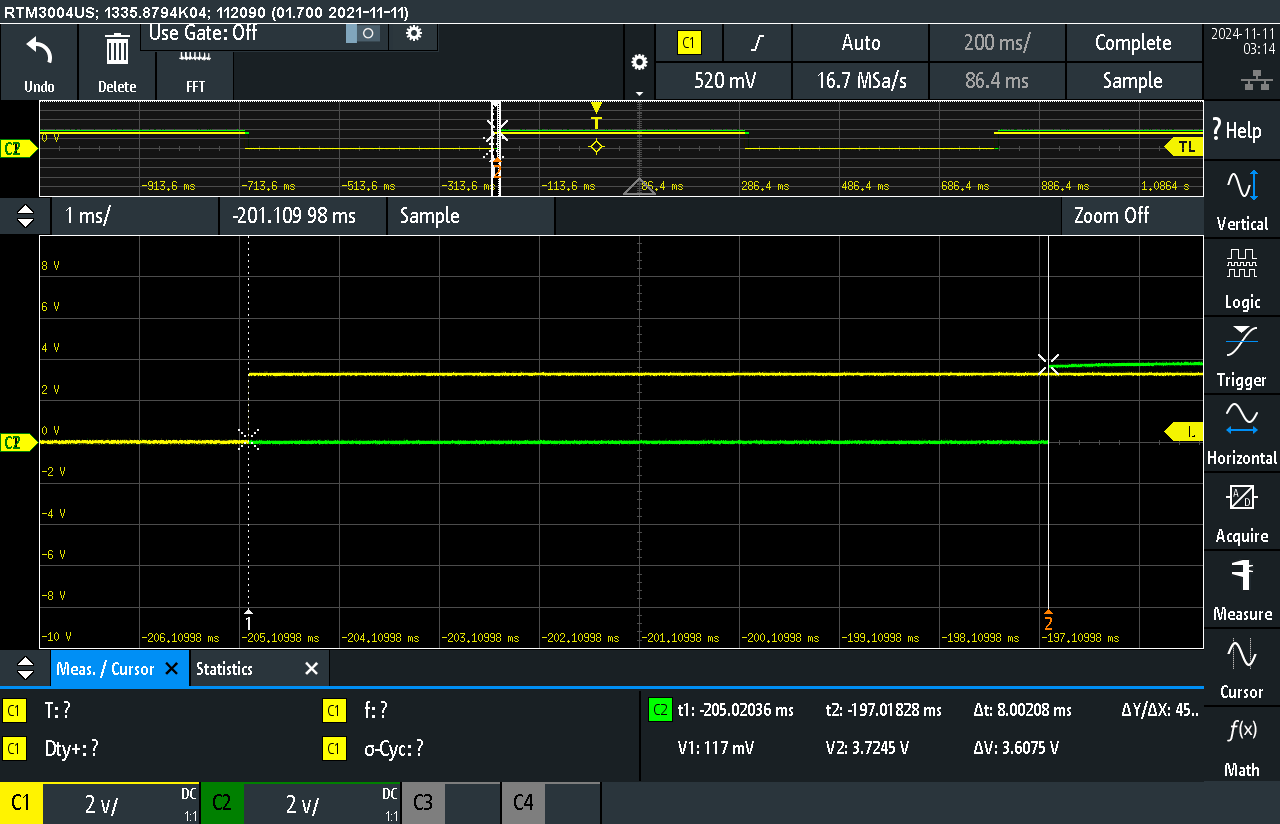 RTM3004US; 1335.8794K04; 112090 (01.700 2021-11-11)
Undo
Delete
FFT
Use Gate: Off
C1
Auto
200 ms/
Complete
520 mV
16.7 MSa/s
86.4 ms
Sample
2024-11-11
03:14
0 V
T
TL
2
-913.6 ms
-713.6 ms
-513.6 ms
-313.6 ms
-113.6 ms
86.4 ms
286.4 ms
486.4 ms
686.4 ms
886.4 ms
1.0864 s
1 ms/
-201.109 98 ms
Sample
Zoom Off
8 V
6 V
4 V
2 V
0 V
-2 V
-4 V
-6 V
-8 V
-10 V
1
2
-206.10998 ms
-205.10998 ms
-204.10998 ms
-203.10998 ms
-202.10998 ms
-201.10998 ms
-200.10998 ms
-199.10998 ms
-198.10998 ms
-197.10998 ms
? Help
Vertical
Logic
Trigger
Horizontal
A/D
Acquire
Measure
Cursor
f(x)
Math
Meas. / Cursor
Statistics
C1 T: ?
C1 f: ?
C1 Dty+: ?
C1 σ-Cyc: ?
C2 t1: -205.02036 ms t2: -197.01828 ms Δt: 8.00208 ms ΔY/ΔX: 45..
V1: 117 mV V2: 3.7245 V ΔV: 3.6075 V
C1 2 V/ DC 1:1
C2 2 V/ DC 1:1
C3
C4